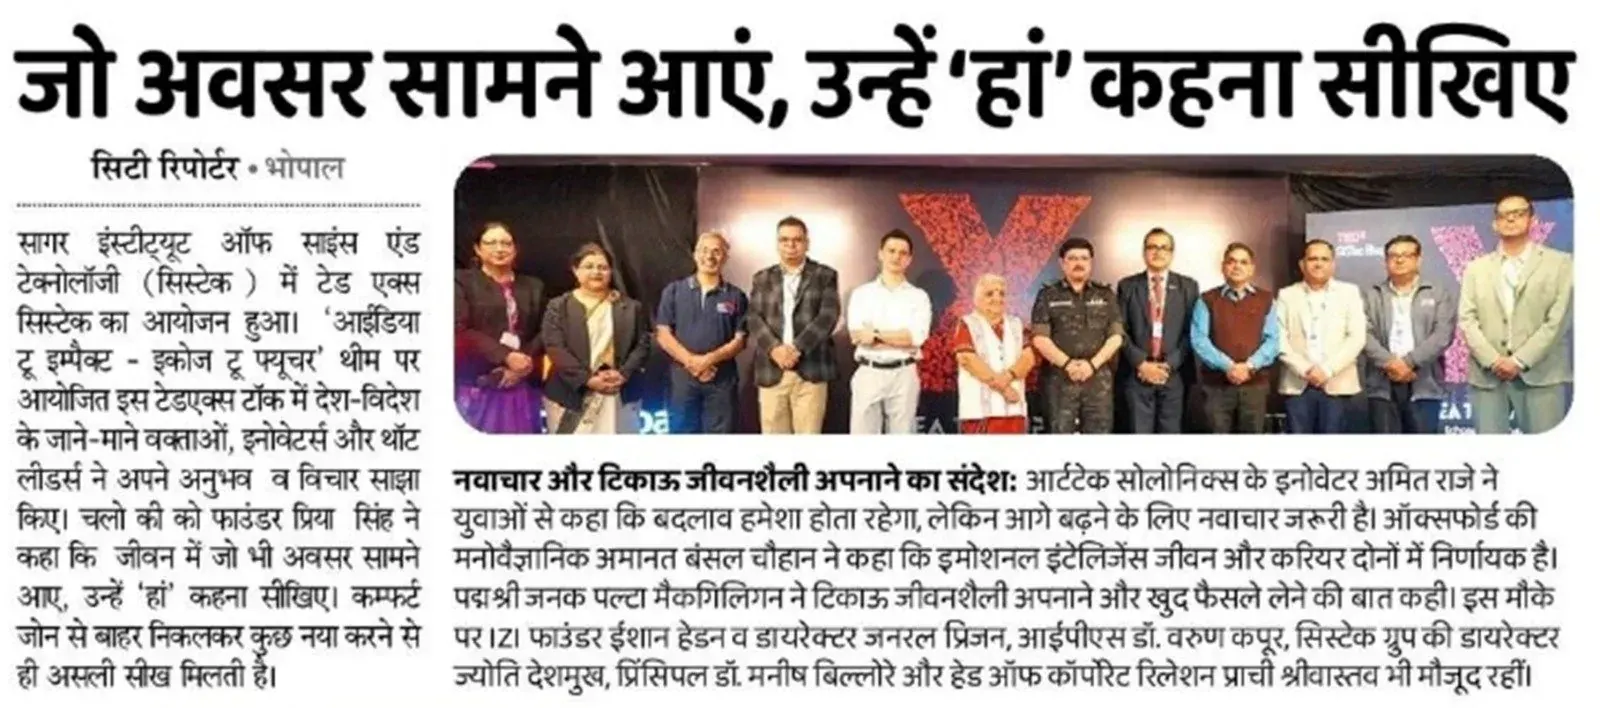 जो अवसर सामने आएं, उन्हें ‘हां’ कहना सीखिए
सिटी रिपोर्टर • भोपाल
सागर इंस्टीट्यूट ऑफ साइंस एंड
टेक्नोलॉजी (सिस्टेक ) में टेड एक्स
सिस्टेक का आयोजन हुआ। ‘आईडिया
टू इम्पैक्ट - इकोज टू फ्यूचर’ थीम पर
आयोजित इस टेडएक्स टॉक में देश-विदेश
के जाने-माने वक्ताओं, इनोवेटर्स और थॉट
लीडर्स ने अपने अनुभव व विचार साझा
किए। चलो की को फाउंडर प्रिया सिंह ने
कहा कि जीवन में जो भी अवसर सामने
आए, उन्हें ‘हां’ कहना सीखिए। कम्फर्ट
जोन से बाहर निकलकर कुछ नया करने से
ही असली सीख मिलती है।
नवाचार और टिकाऊ जीवनशैली अपनाने का संदेश: आर्टटेक सोलोनिक्स के इनोवेटर अमित राजे ने
युवाओं से कहा कि बदलाव हमेशा होता रहेगा, लेकिन आगे बढ़ने के लिए नवाचार जरूरी है। ऑक्सफोर्ड की
मनोवैज्ञानिक अमानत बंसल चौहान ने कहा कि इमोशनल इंटेलिजेंस जीवन और करियर दोनों में निर्णायक है।
पद्मश्री जनक पल्टा मैकगिलिगन ने टिकाऊ जीवनशैली अपनाने और खुद फैसले लेने की बात कही। इस मौके
पर IZI फाउंडर ईशान हेडन व डायरेक्टर जनरल प्रिजन, आईपीएस डॉ. वरुण कपूर, सिस्टेक ग्रुप की डायरेक्टर
ज्योति देशमुख, प्रिंसिपल डॉ. मनीष बिल्लोरे और हेड ऑफ कॉर्पोरेट रिलेशन प्राची श्रीवास्तव भी मौजूद रहीं।